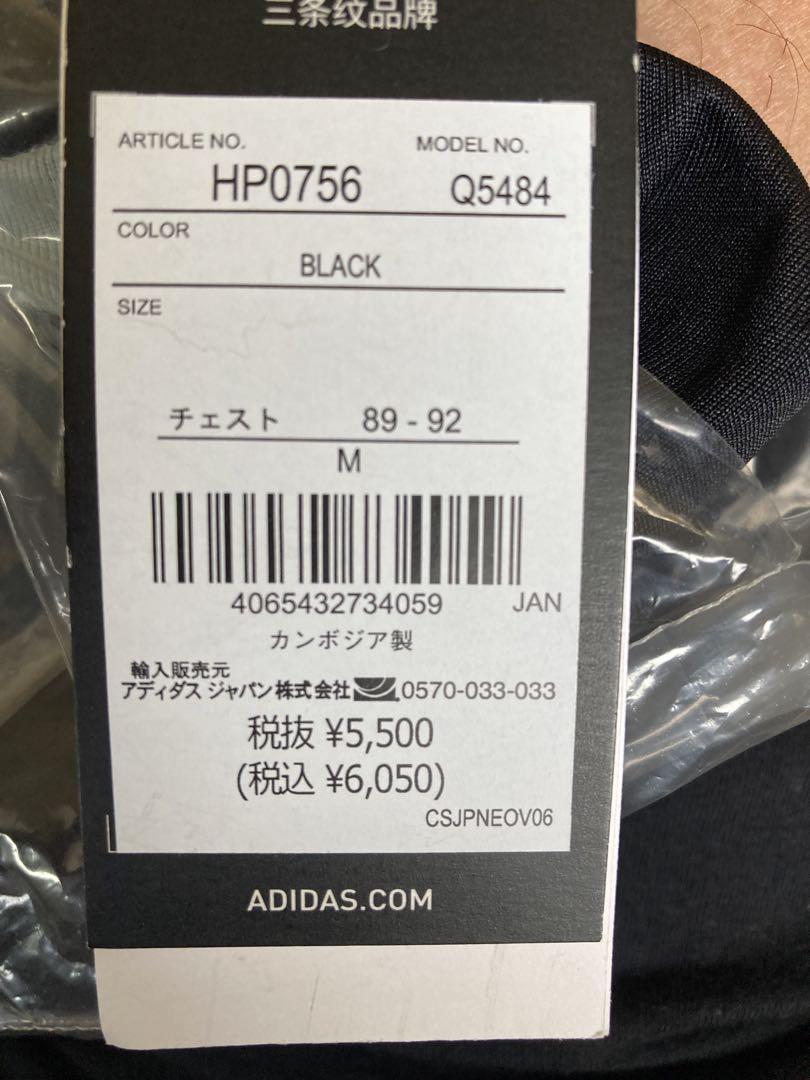 三条纹品牌
ARTICLE NO. MODEL NO.
HP0756 Q5484
COLOR
BLACK
SIZE
チェスト 89 - 92
M
4065432734059 JAN
カンボジア製
輸入販売元
アディダス ジャパン株式会社 0570-033-033
税抜 ¥5,500
(税込 ¥6,050)
CSJPNEOV06
ADIDAS.COM